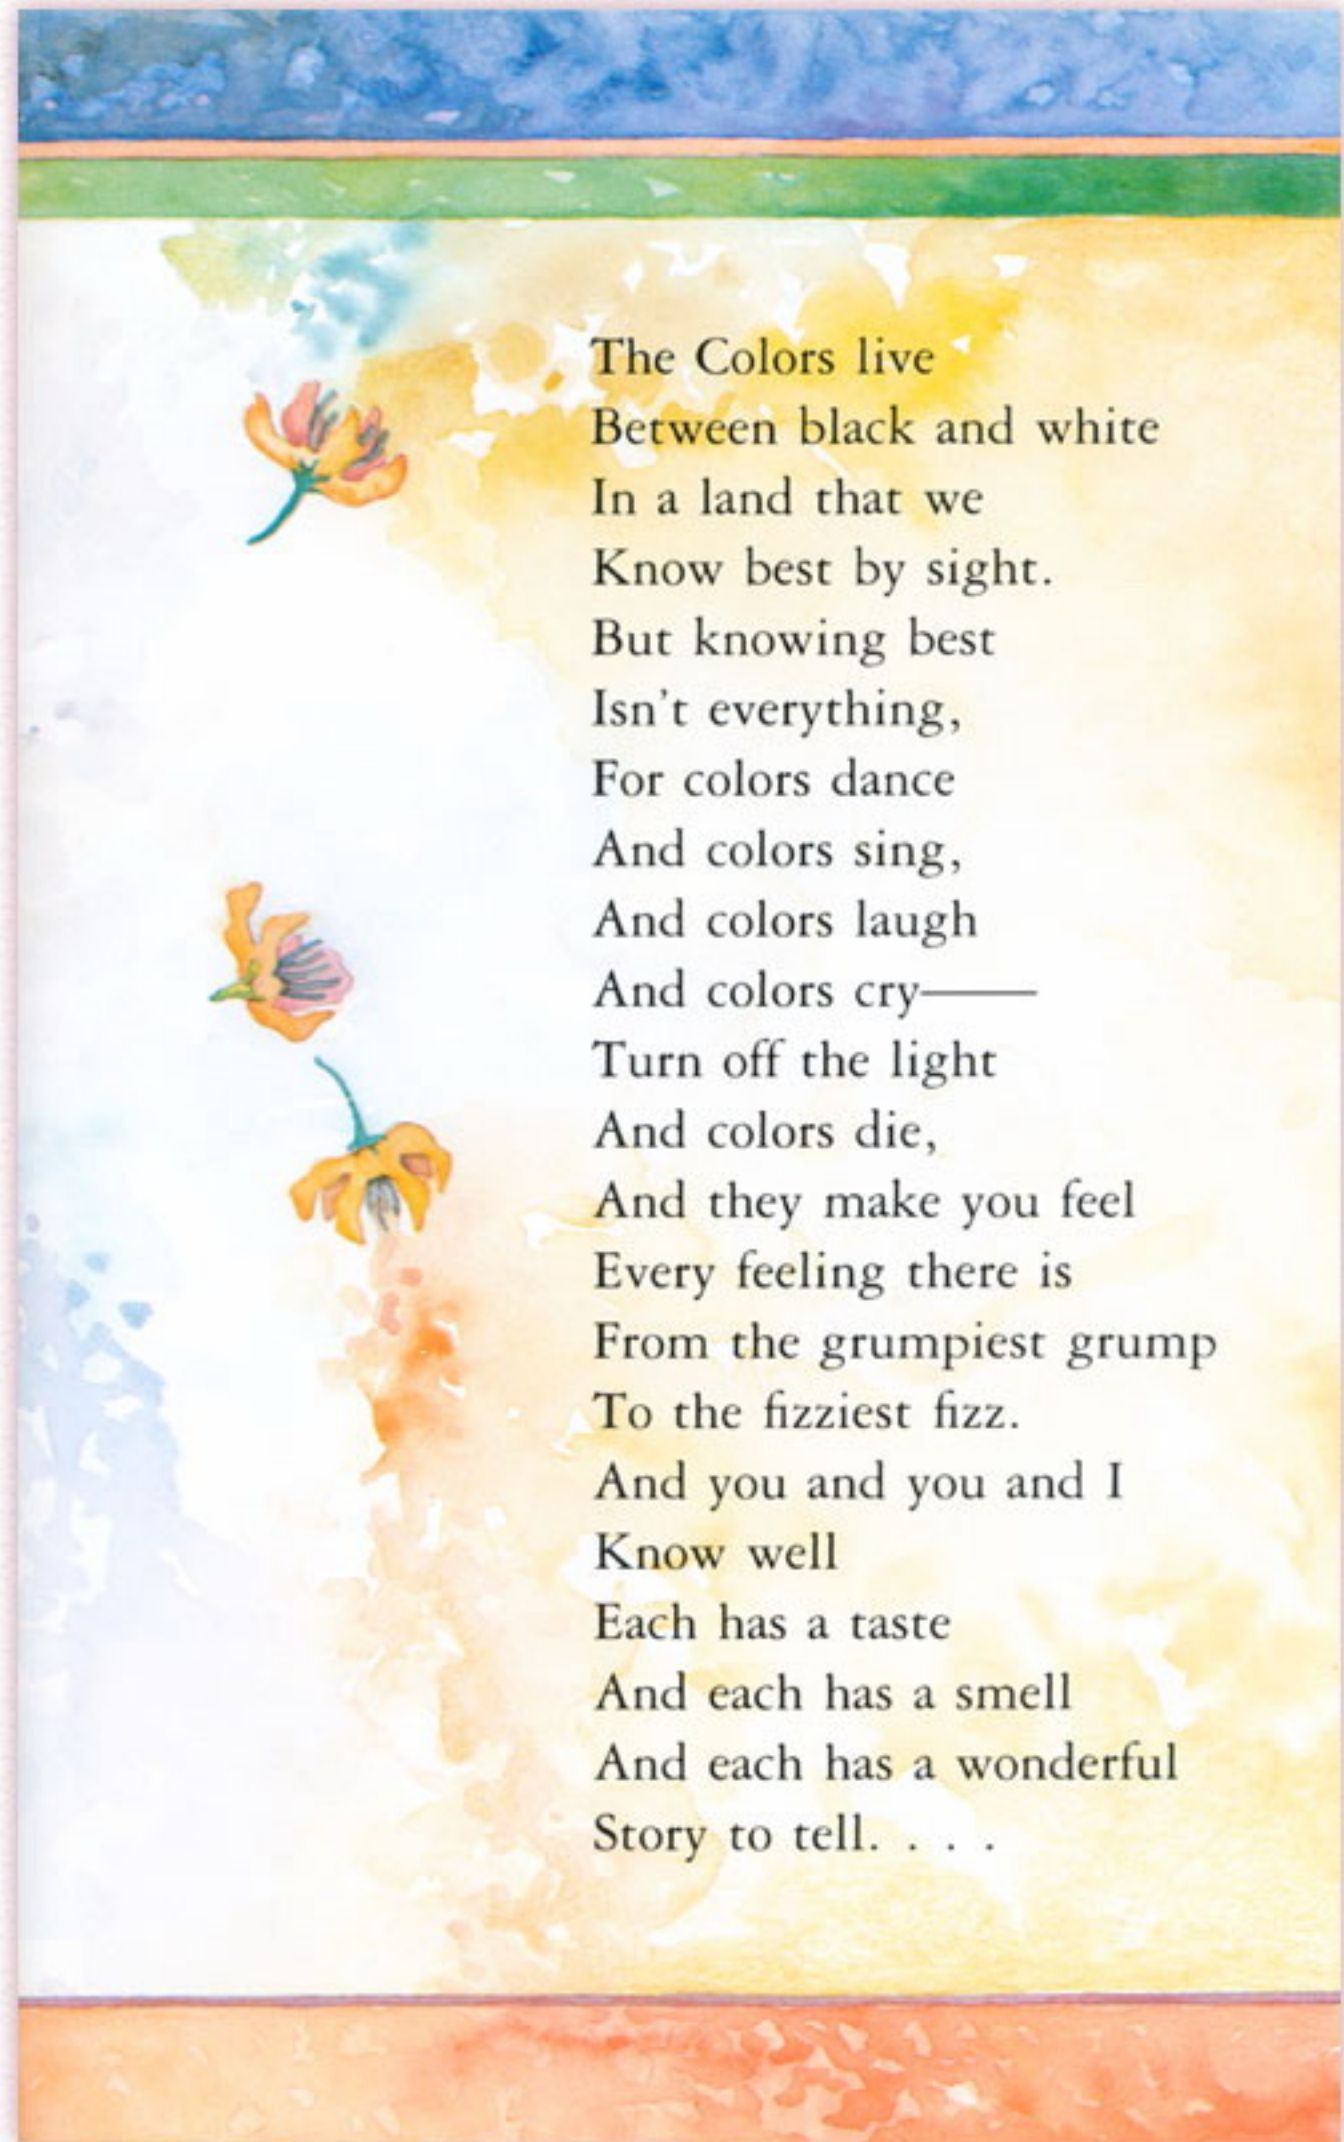 The Colors live
Between black and white
In a land that we
Know best by sight.
But knowing best
Isn't everything,
For colors dance
And colors sing,
And colors laugh
And colors cry——
Turn off the light
And colors die,
And they make you feel
Every feeling there is
From the grumpiest grump
To the fizziest fizz.
And you and you and I
Know well
Each has a taste
And each has a smell
And each has a wonderful
Story to tell. . . .